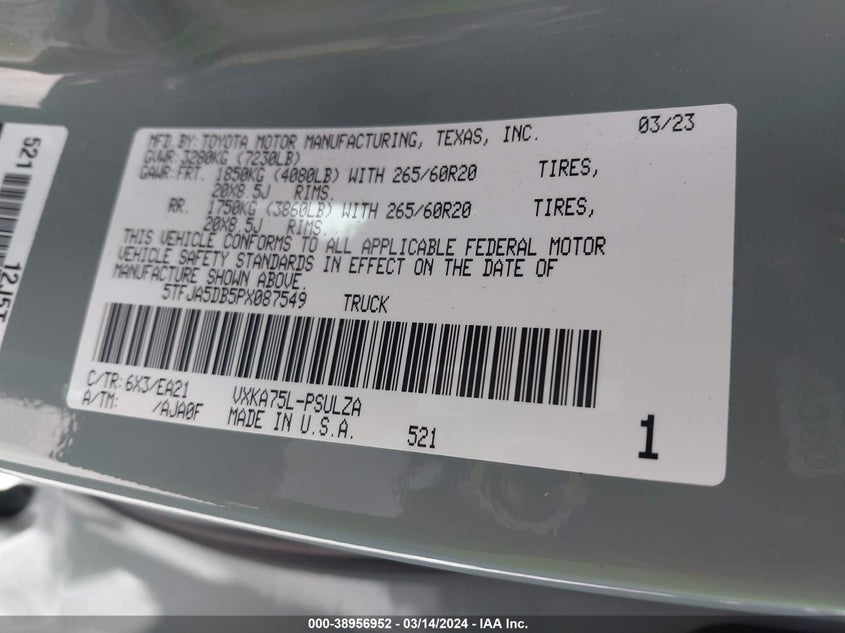 MFD.BY:TOYOTA MOTOR MANUFACTURING, TEXAS, INC. 03/23
GVWR:3280KG (7230LB)
GAWR:FRT. 1850KG (4080LB) WITH 265/60R20 TIRES,
20X8.5J RIMS.
RR. 1750KG (3860LB) WITH 265/60R20 TIRES,
20X8.5J RIMS.
THIS VEHICLE CONFORMS TO ALL APPLICABLE FEDERAL MOTOR
VEHICLE SAFETY STANDARDS IN EFFECT ON THE DATE OF
MANUFACTURE SHOWN ABOVE.
5TFJA5DB5PX087549 TRUCK
C/TR:6X3/EA21 VXKA75L-PSULZA
A/TM: /AJA0F MADE IN U.S.A. 521 1
521
12J5T
000-38956952 — 03/14/2024 — IAA Inc.